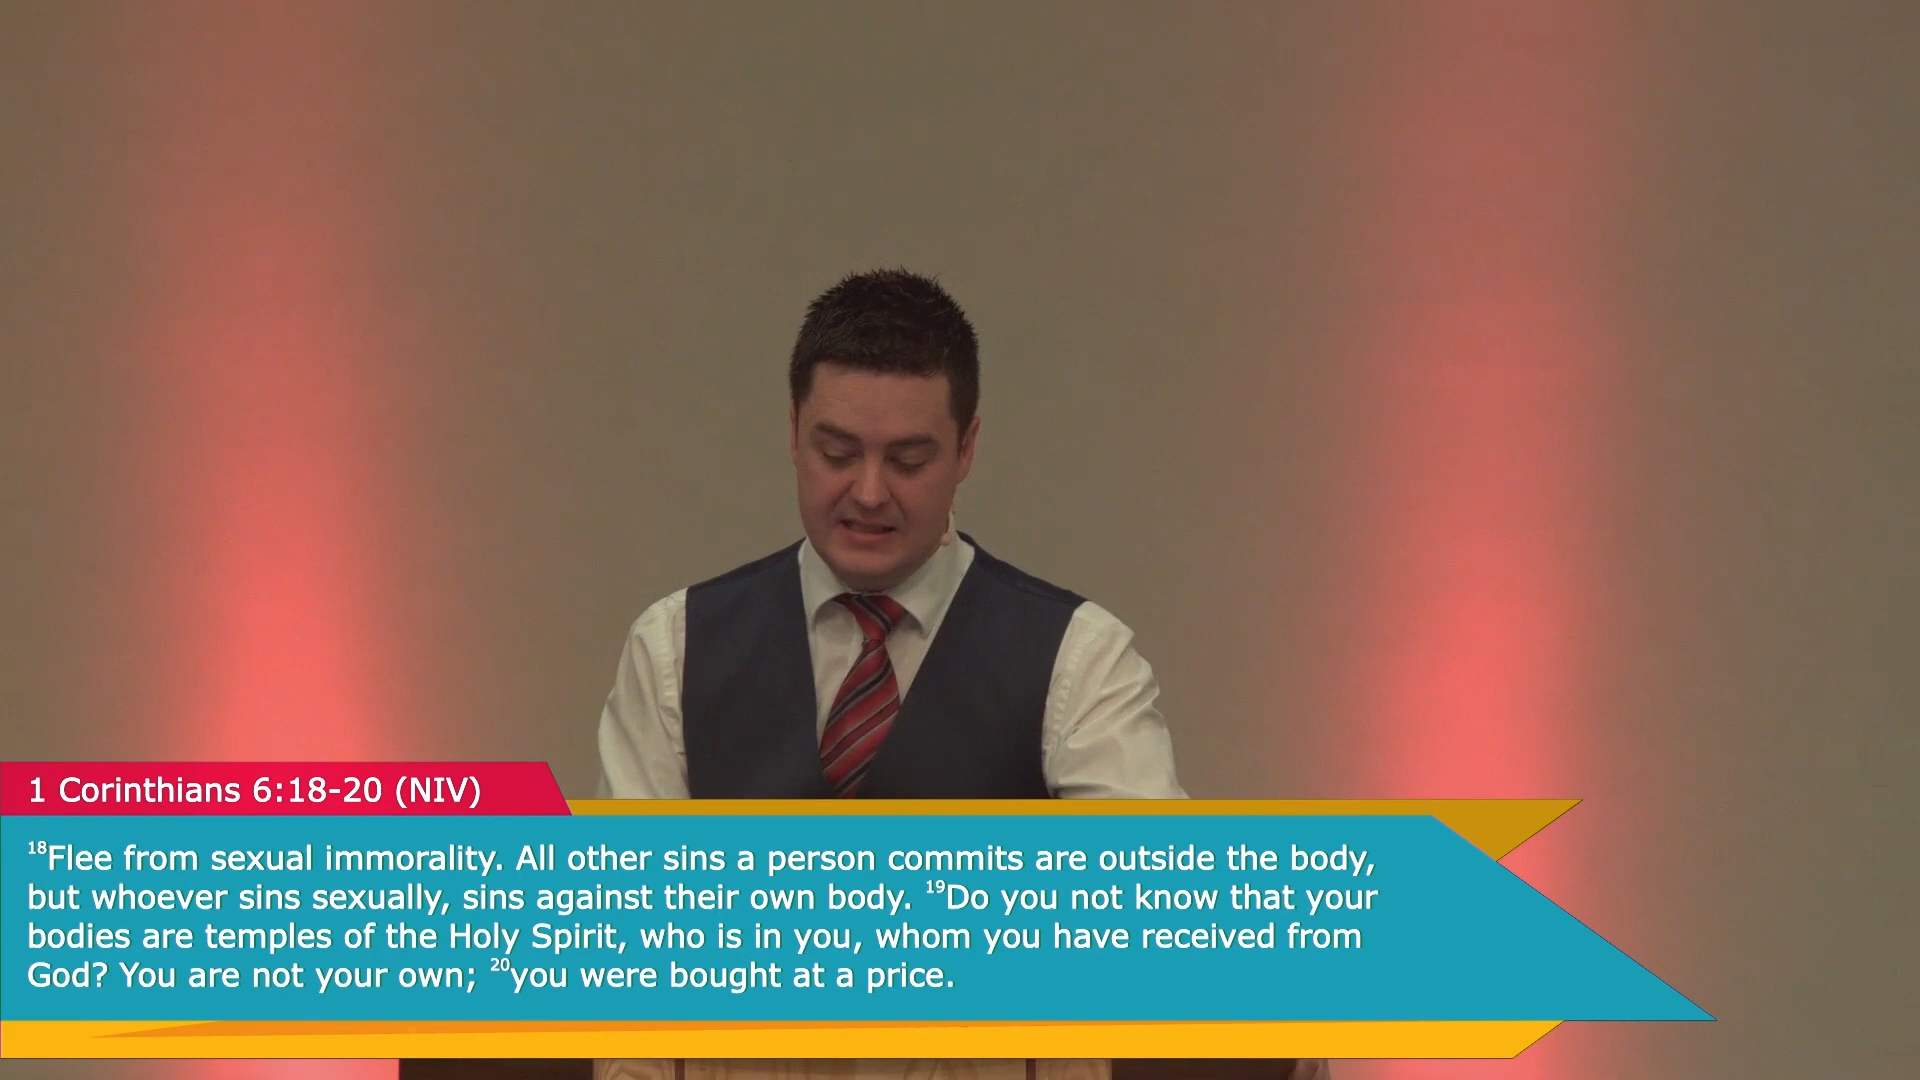 1 Corinthians 6:18-20 (NIV)
¹⁸Flee from sexual immorality. All other sins a person commits are outside the body,
but whoever sins sexually, sins against their own body. ¹⁹Do you not know that your
bodies are temples of the Holy Spirit, who is in you, whom you have received from
God? You are not your own; ²⁰you were bought at a price.